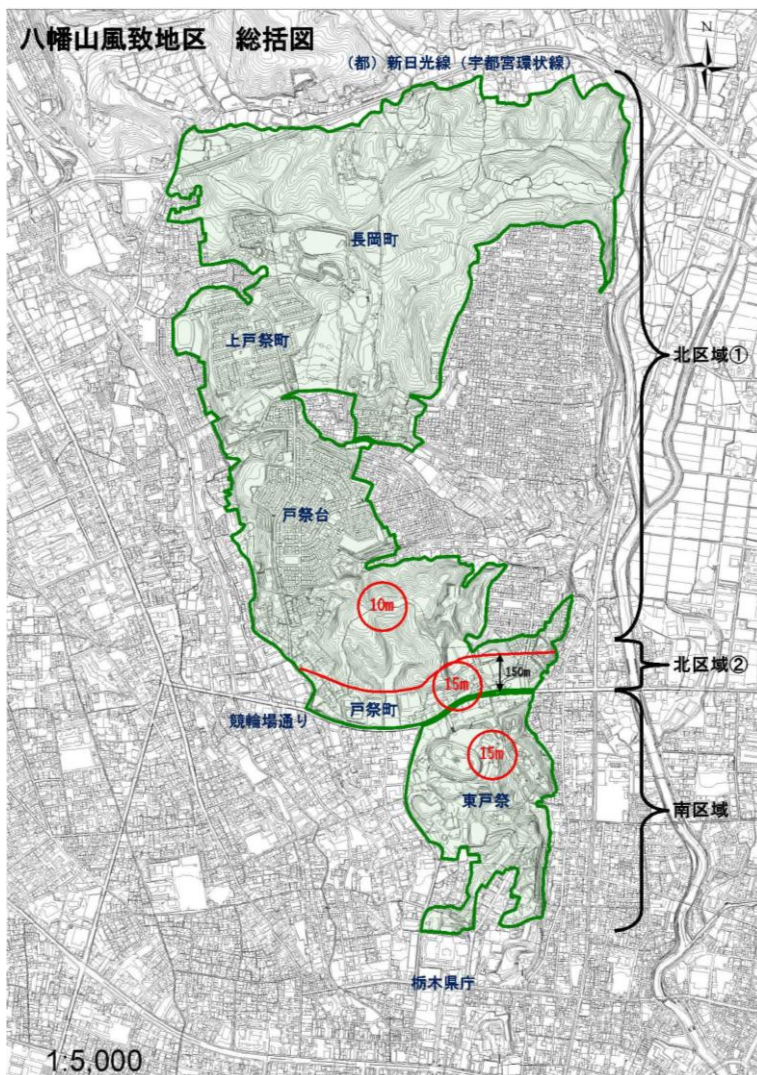 八幡山風致地区　総括図
（都）新日光線（宇都宮環状線）
N
長岡町
北区域①
上戸祭町
戸祭台
10m
北区域②
150m
15m
戸祭町
競輪場通り
15m
東戸祭
南区域
栃木県庁
1:5,000